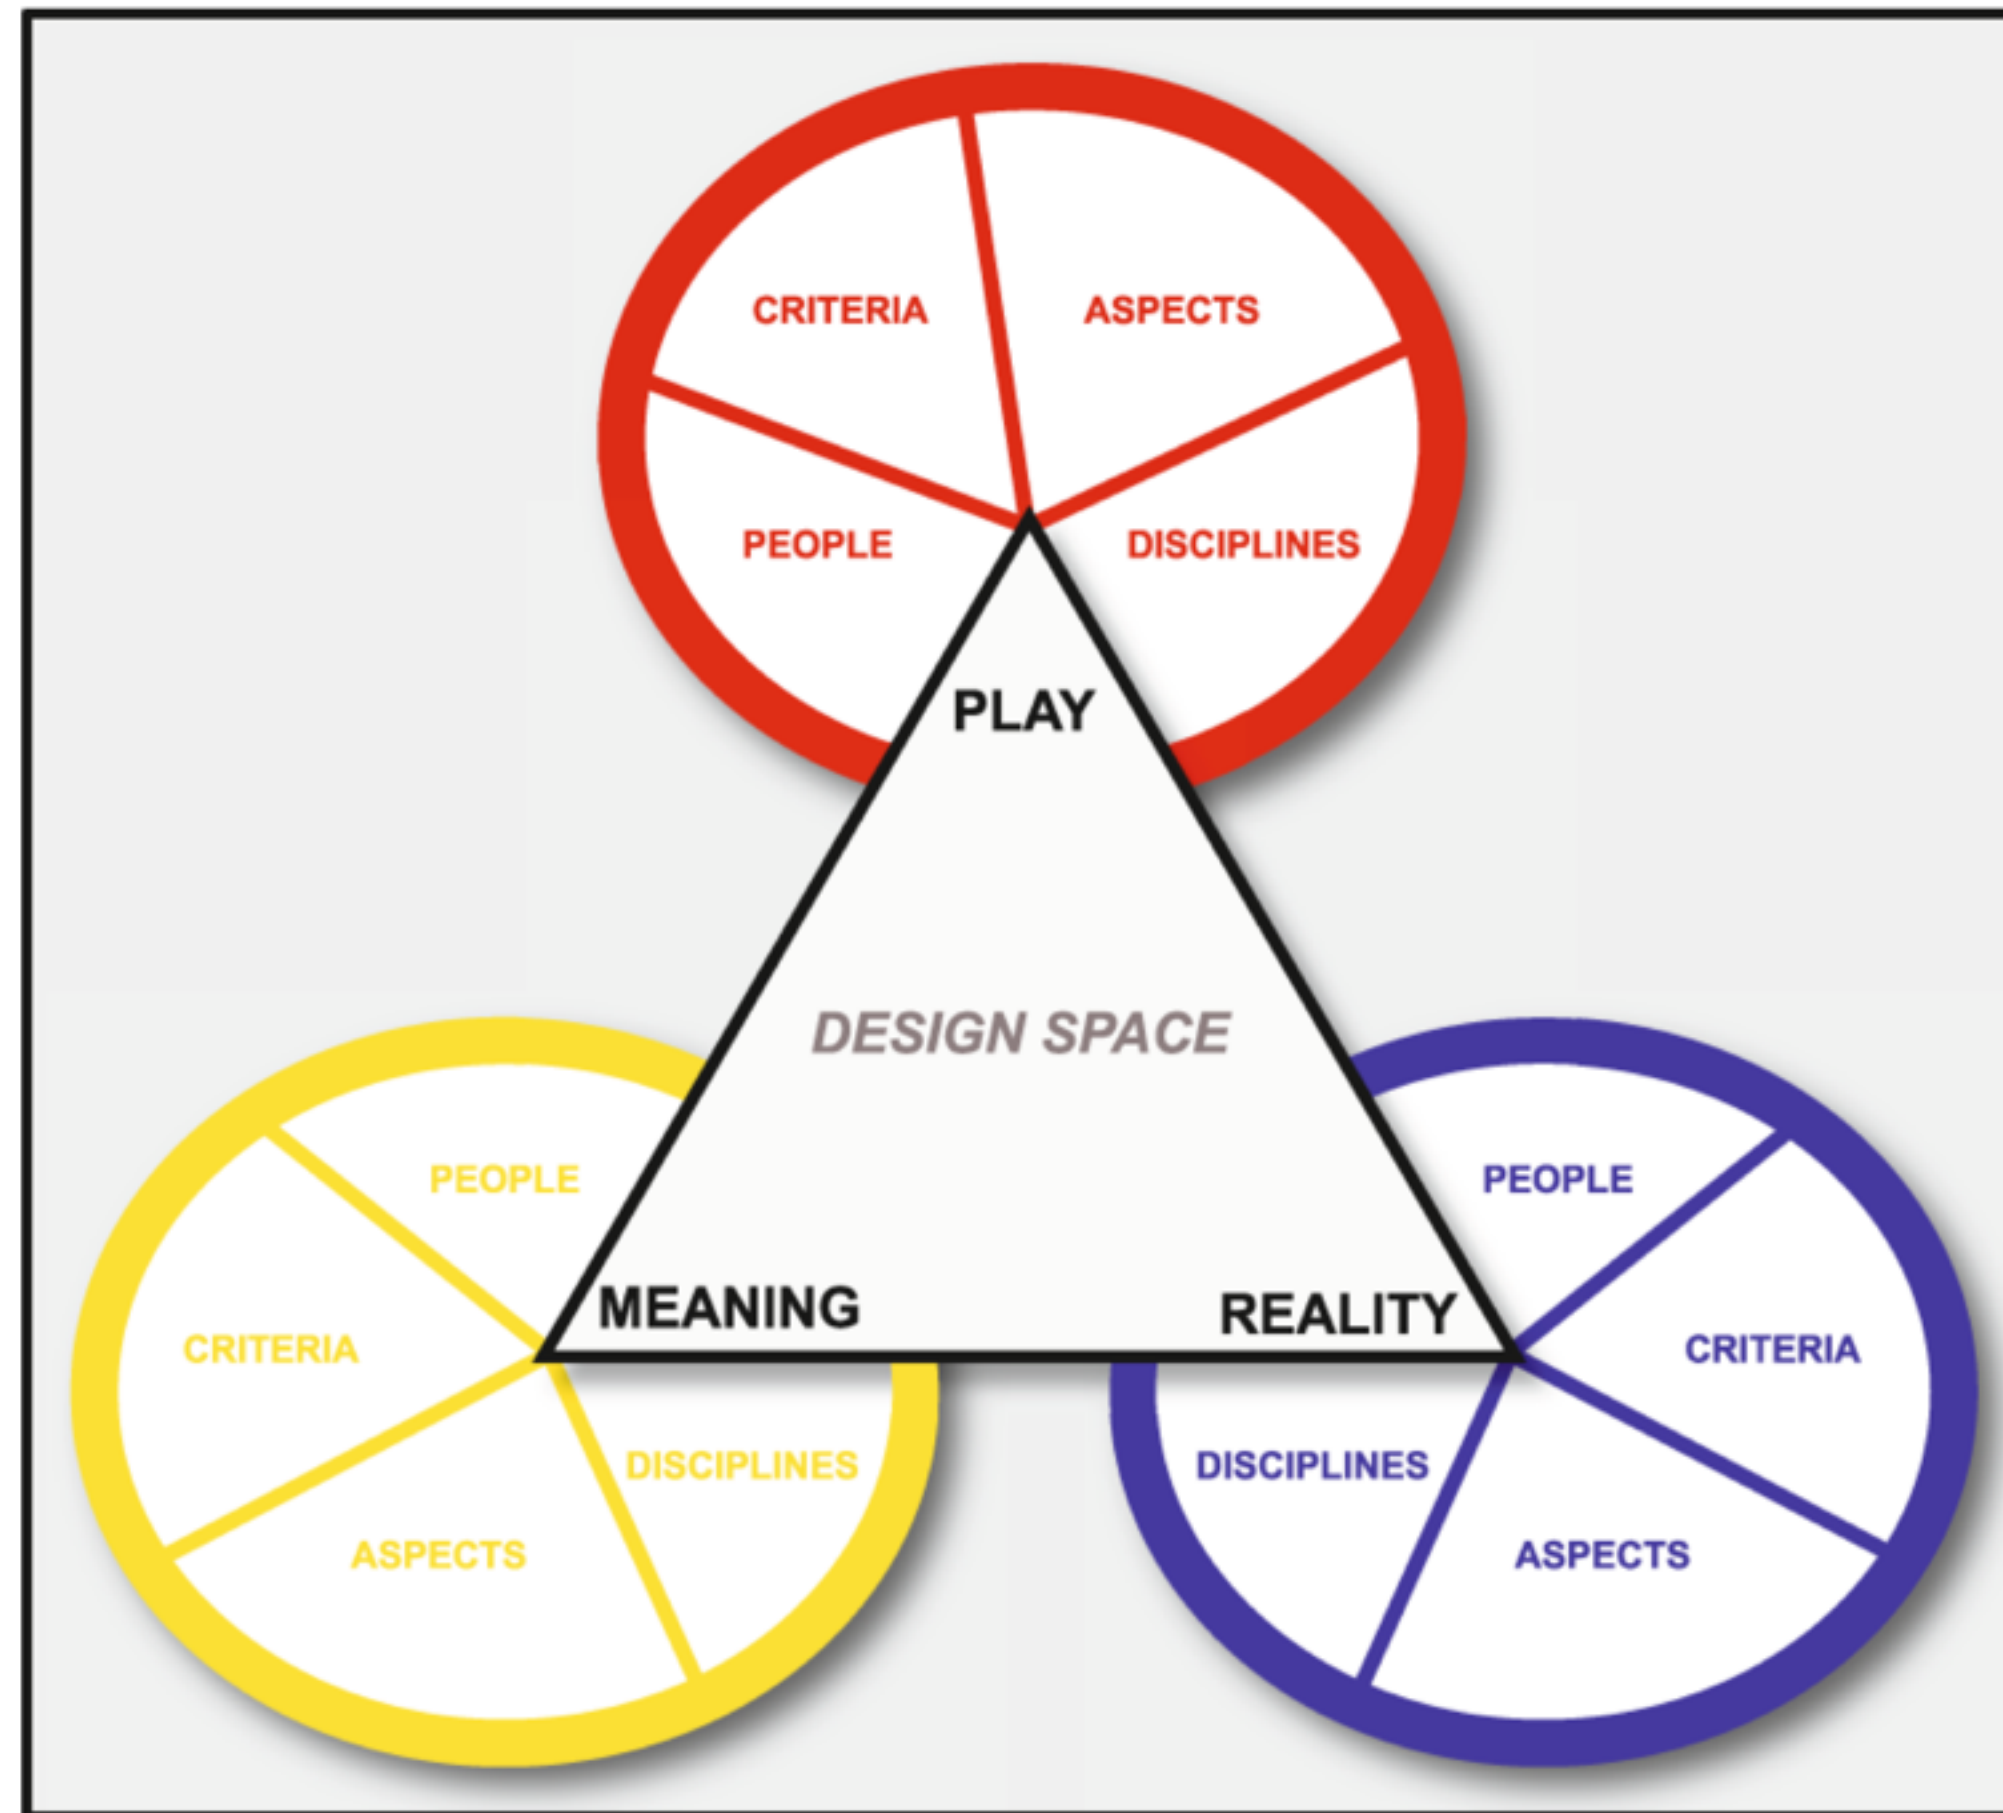 CRITERIA
ASPECTS
PEOPLE
DISCIPLINES
PLAY
DESIGN SPACE
PEOPLE
PEOPLE
MEANING
REALITY
CRITERIA
CRITERIA
DISCIPLINES
DISCIPLINES
ASPECTS
ASPECTS